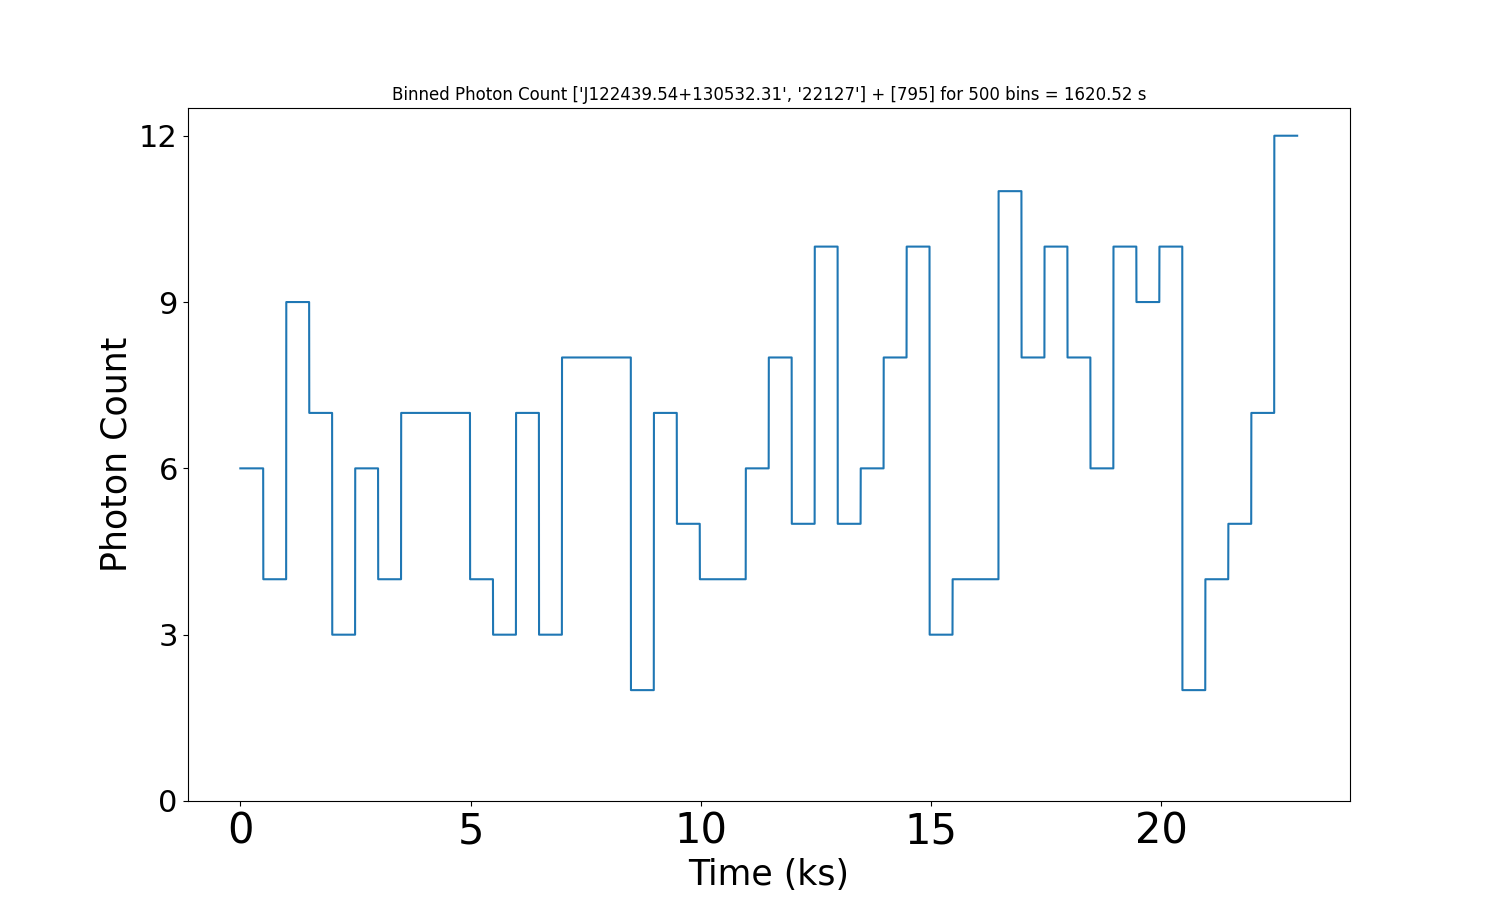 Binned Photon Count ['J122439.54+130532.31', '22127'] + [795] for 500 bins = 1620.52 s
12
9
6
3
0
Photon Count
0 5 10 15 20
Time (ks)